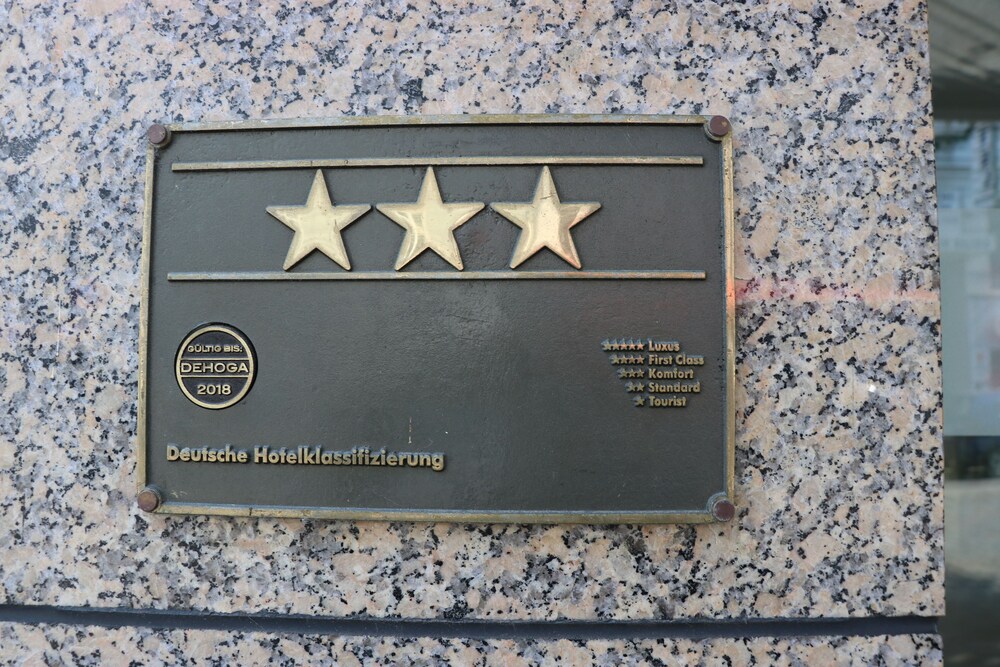 GÜLTIG BIS:
DEHOGA
2018
Luxus
First Class
Komfort
Standard
Tourist
Deutsche Hotelklassifizierung